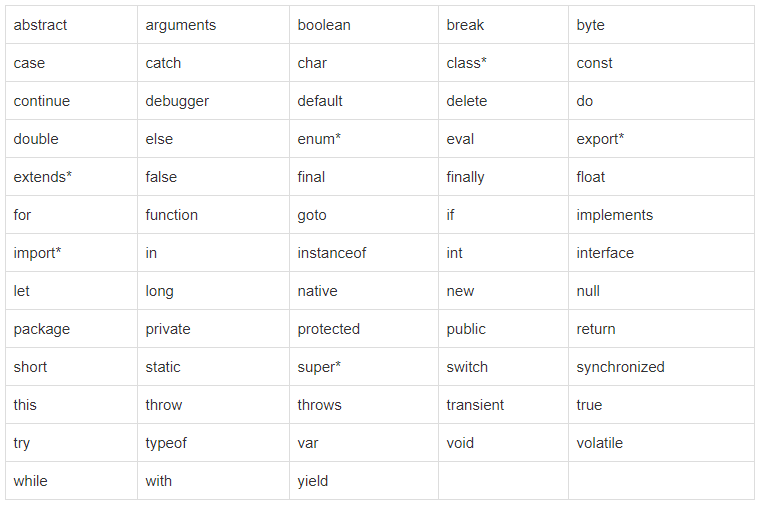 abstract arguments boolean break byte
case catch char class* const
continue debugger default delete do
double else enum* eval export*
extends* false final finally float
for function goto if implements
import* in instanceof int interface
let long native new null
package private protected public return
short static super* switch synchronized
this throw throws transient true
try typeof var void volatile
while with yield